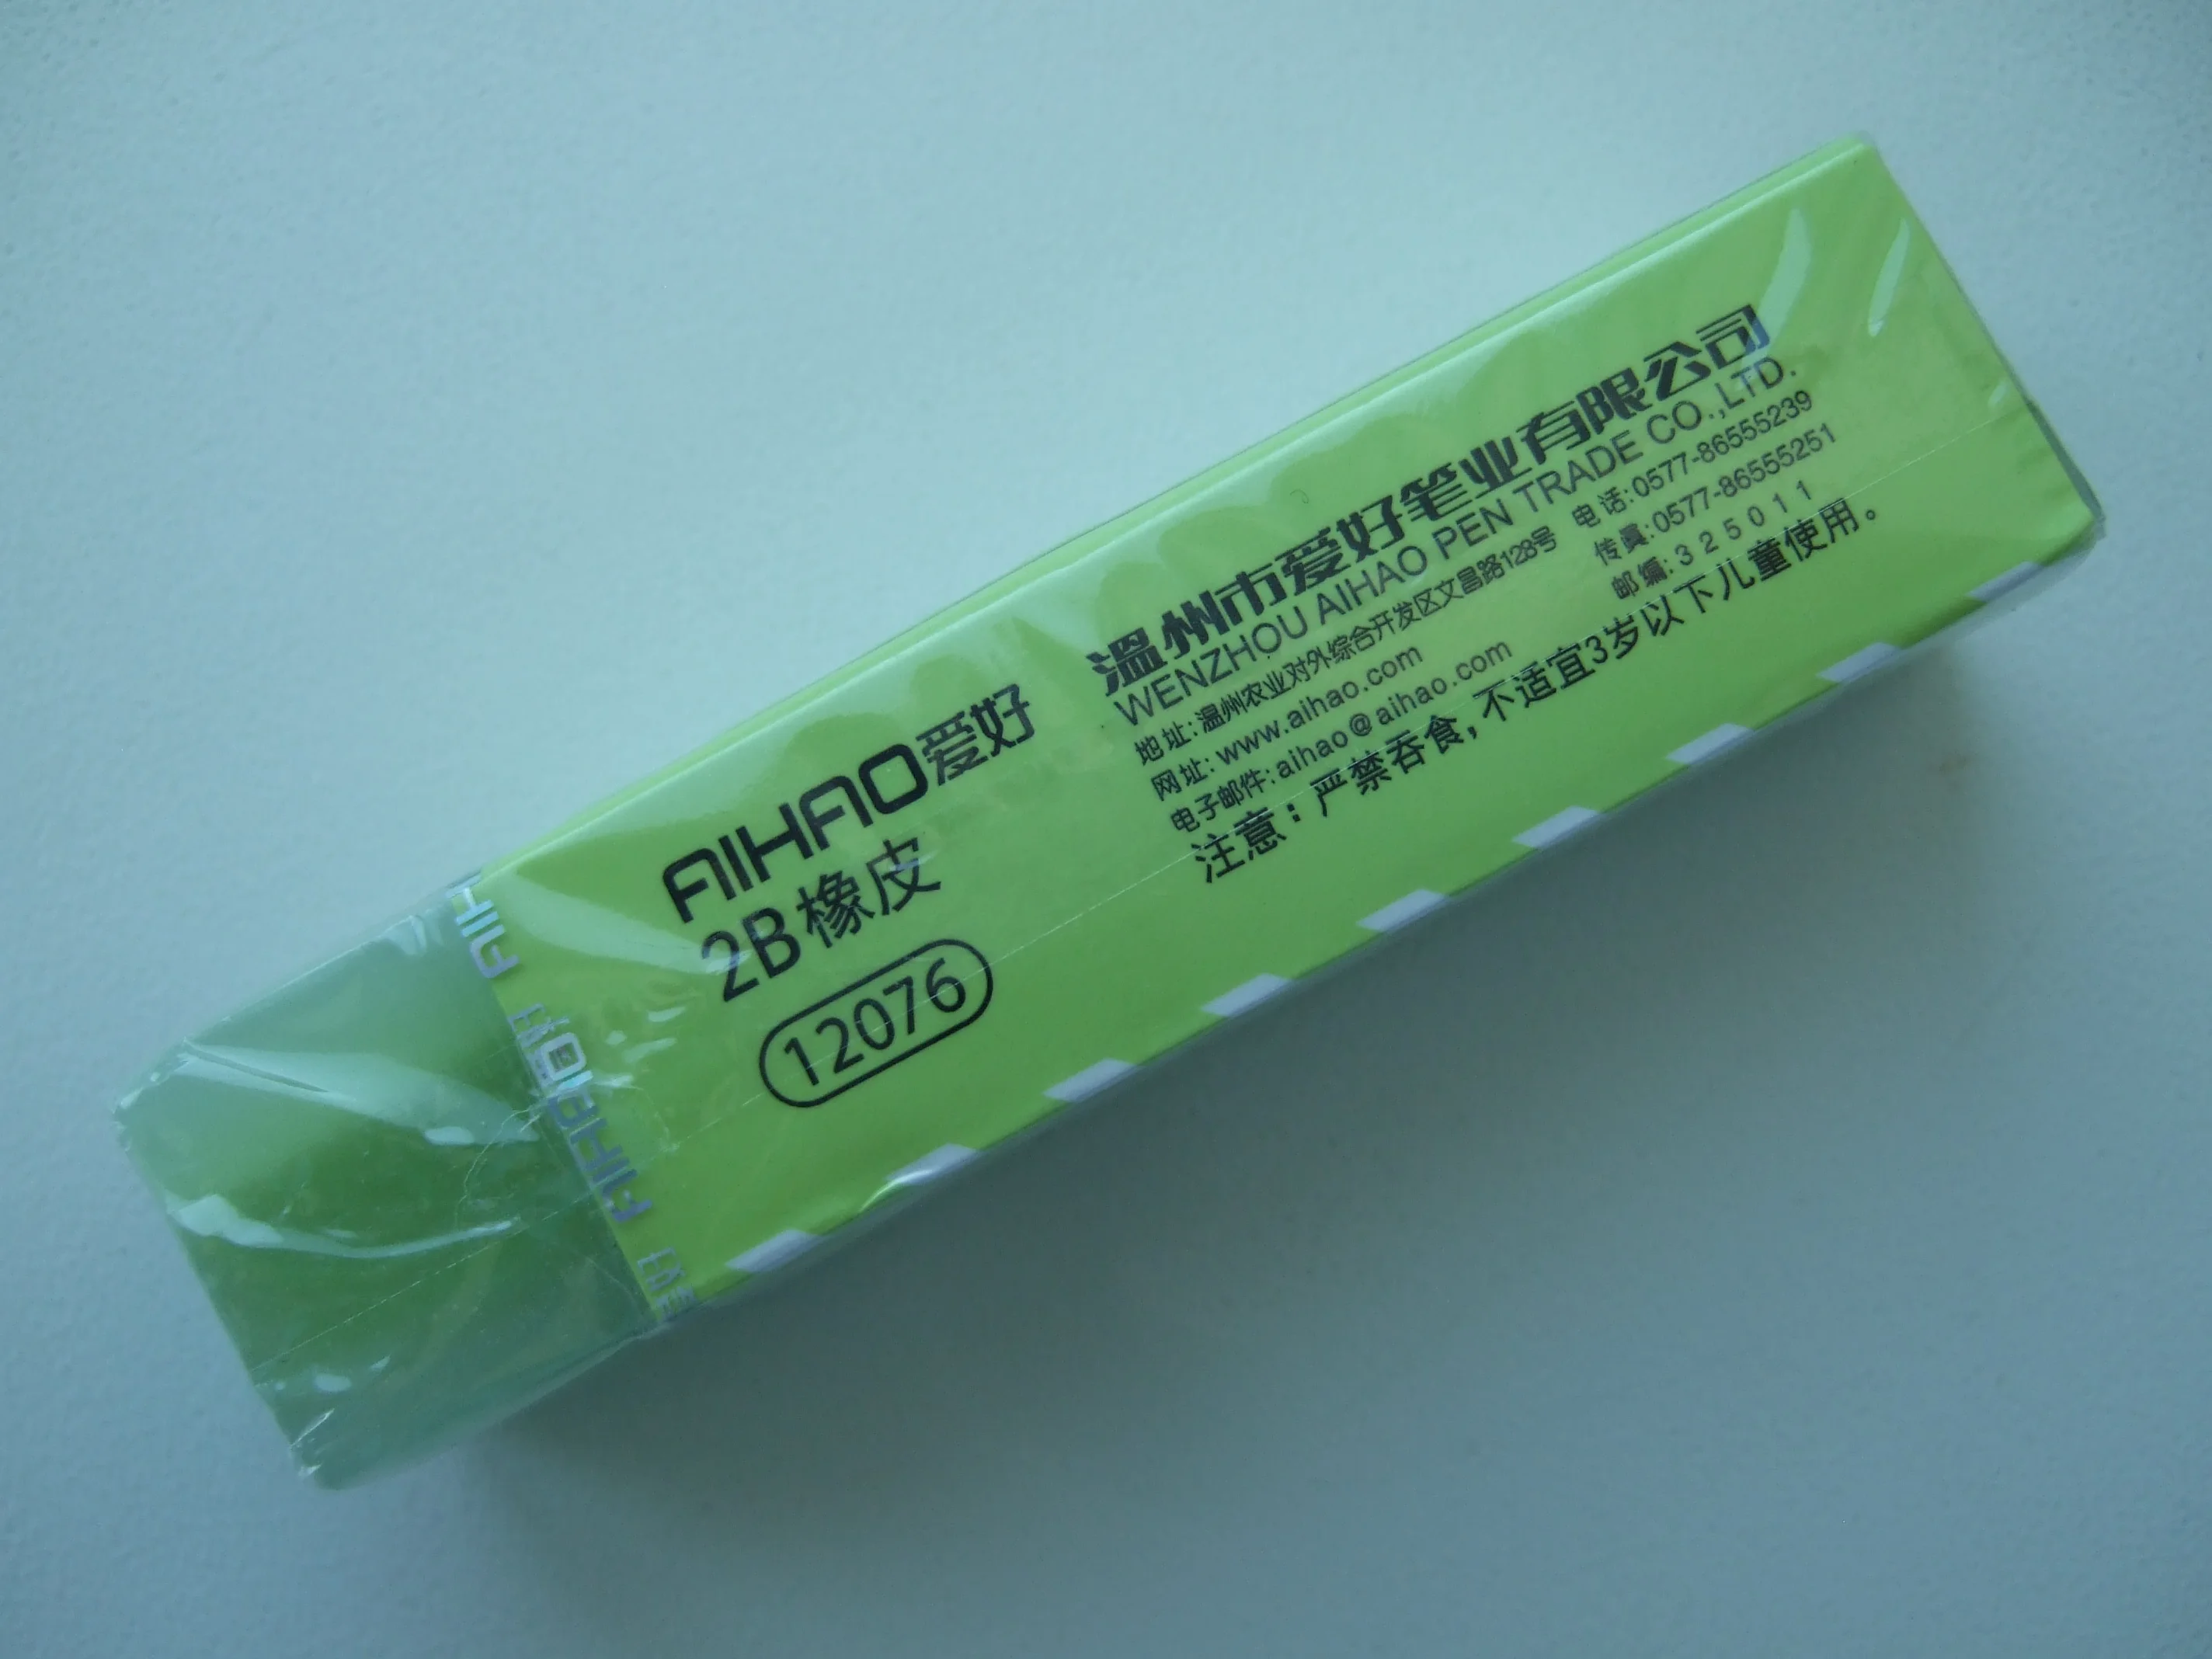 AIHAO爱好
2B橡皮
12076
温州市爱好笔业有限公司
WENZHOU AIHAO PEN TRADE CO.,LTD.
地址:温州农业对外综合开发区文昌路128号 电话:0577-86555239
网址:www.aihao.com 传真:0577-86555251
电子邮件:aihao@aihao.com 邮编:325011
注意：严禁吞食，不适宜3岁以下儿童使用。
AIHAO